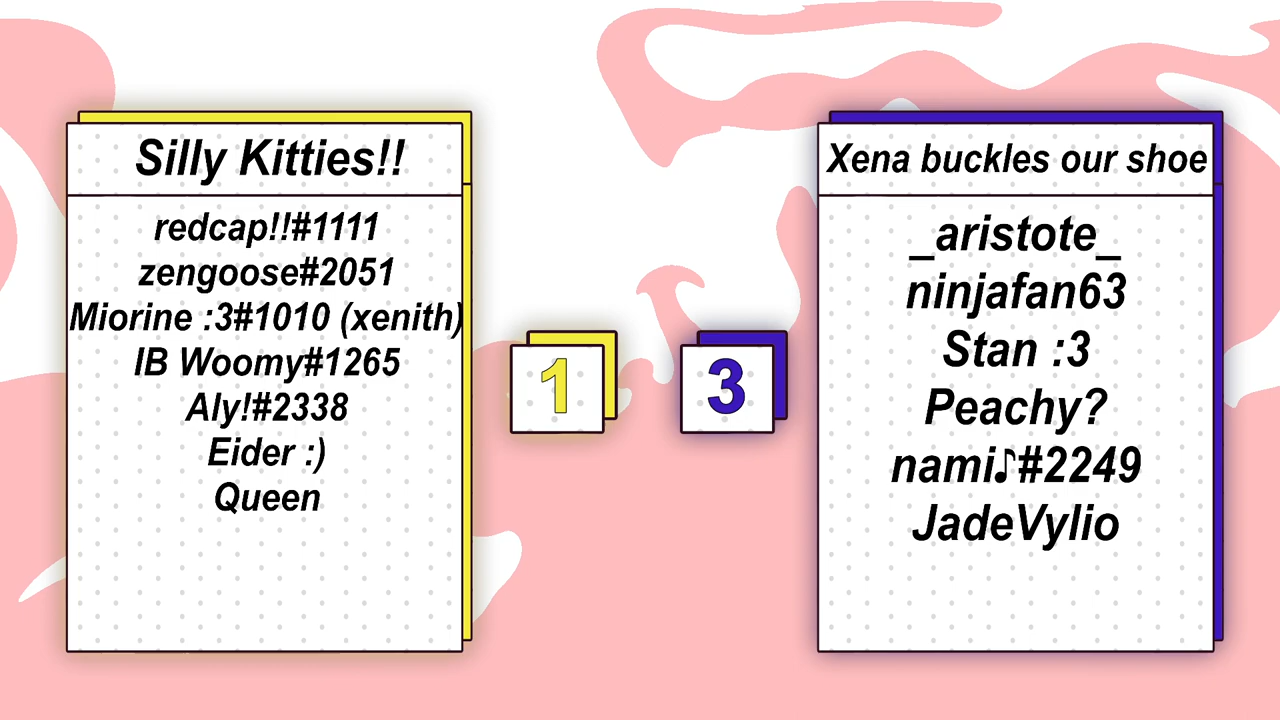 Silly Kitties!!
redcap!!#1111
zengoose#2051
Miorine :3#1010 (xenith)
IB Woomy#1265
Aly!#2338
Eider :)
Queen
1
3
Xena buckles our shoe
_aristote_
ninjafan63
Stan :3
Peachy?
nami♪#2249
JadeVylio